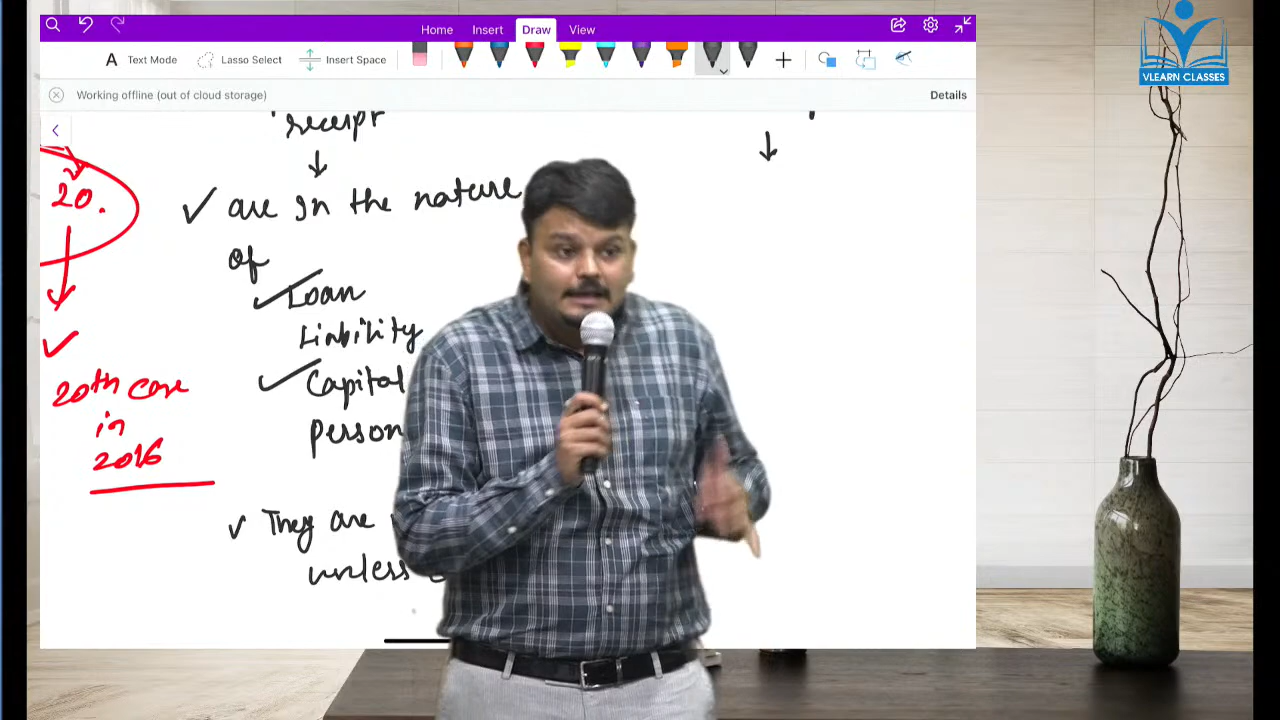 Home Insert Draw View
VLEARN CLASSES
A Text Mode Lasso Select Insert Space
Working offline (out of cloud storage) Details
receipt
20.
✓ are in the nature
of
✓ Loan
Liability
✓ Capital
person
✓
20th case
in
2016
✓ They are
unless